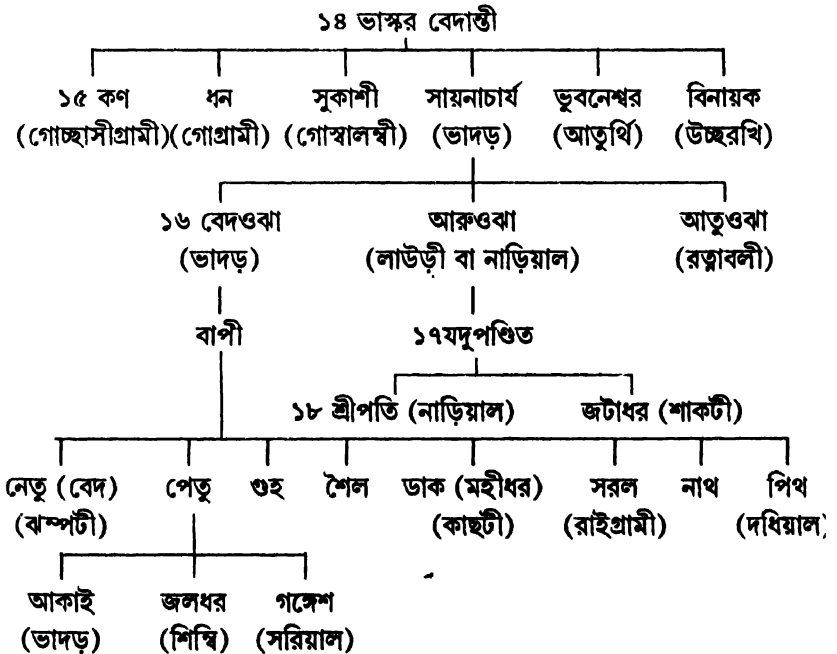 ১৪ ভাস্কর বেদান্তী
১৫ কণ ধন সুকাশী সায়নাচার্য ভুবনেশ্বর বিনায়ক
(গোচ্ছাসীগ্রামী) (গোগ্রামী) (গোস্বালম্বী) (ভাদড়) (আতুর্থি) (উচ্ছরখি)
১৬ বেদওঝা আরুওঝা আতুওঝা
(ভাদড়) (লাউড়ী বা নাড়িয়াল) (রত্নাবলী)
বাপী ১৭যদুপণ্ডিত
১৮ শ্রীপতি (নাড়িয়াল) জটাধর (শাকটী)
নেতু (বেদ) পেতু গুহ শৈল ডাক (মহীধর) সরল নাথ পিথ
(ঝম্পটী) (কাছটী) (রাইগ্রামী) (দধিয়াল)
আকাই জলধর গঙ্গেশ
(ভাদড়) (শিম্বি) (সরিয়াল)